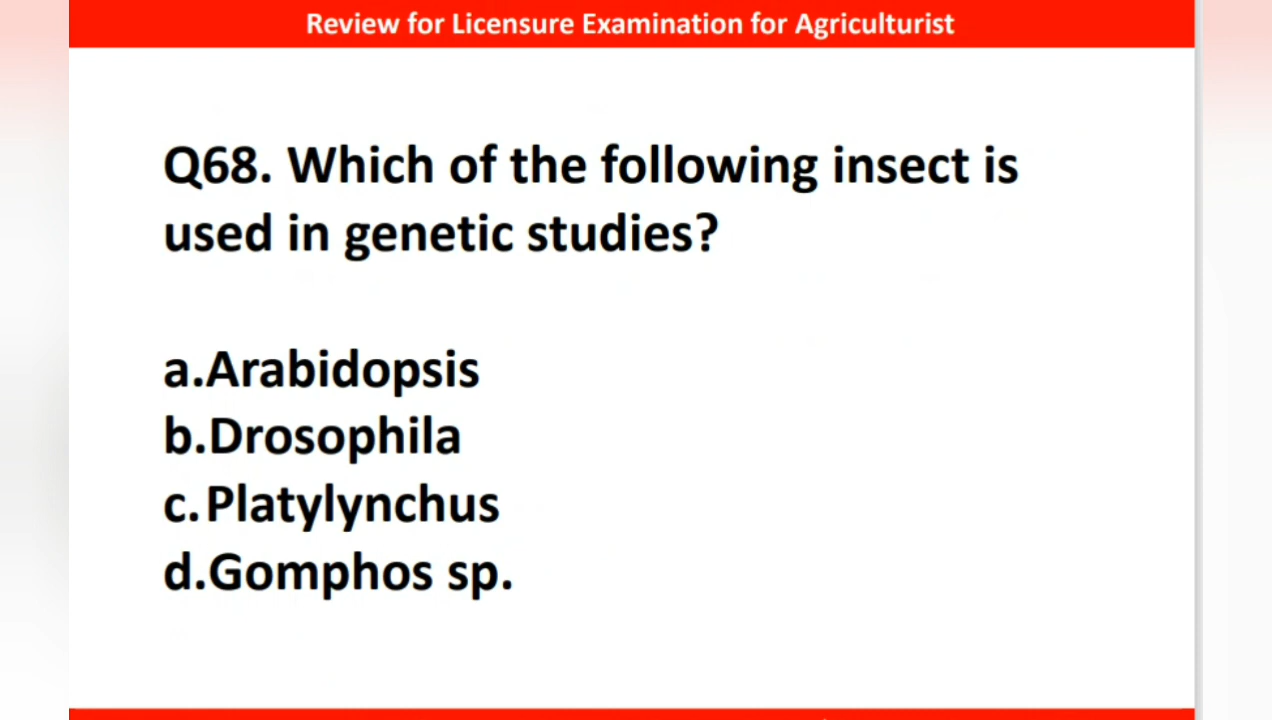 Review for Licensure Examination for Agriculturist
Q68. Which of the following insect is
used in genetic studies?
a.Arabidopsis
b.Drosophila
c.Platylynchus
d.Gomphos sp.